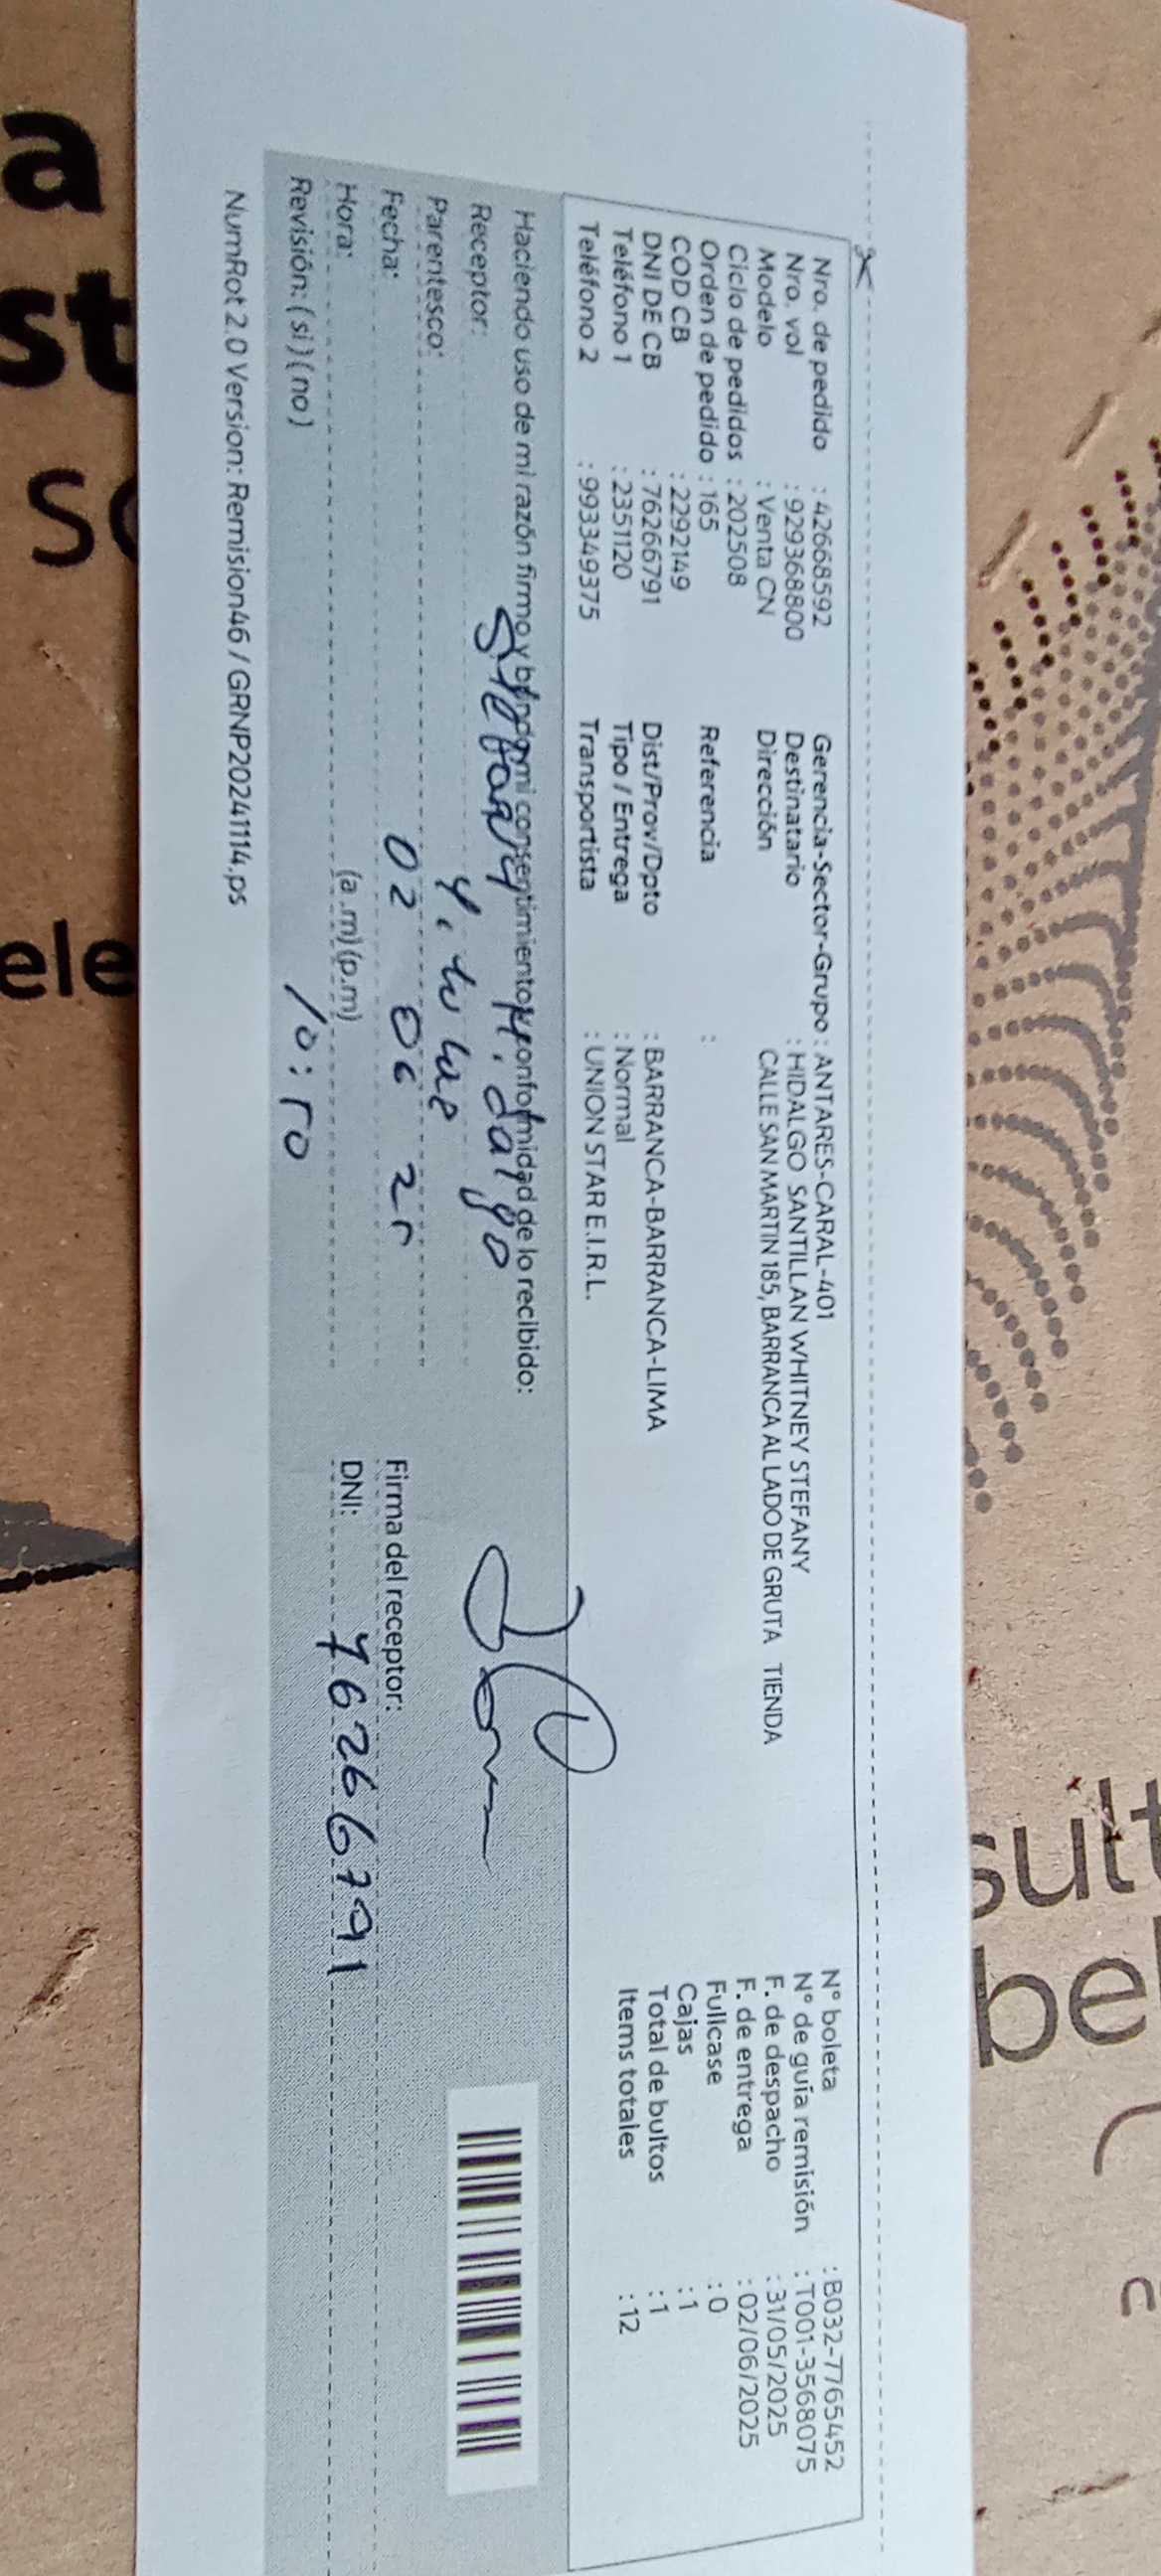 Nro. de pedido : 42668592
Nro. vol : 929368800
Modelo : Venta CN
Ciclo de pedidos : 202508
Orden de pedido : 165
COD CB : 2292149
DNI DE CB : 76266791
Teléfono 1 : 2351120
Teléfono 2 : 993349375
Gerencia-Sector-Grupo : ANTARES-CARAL-401
Destinatario : HIDALGO SANTILLAN WHITNEY STEFANY
Dirección CALLE SAN MARTIN 185, BARRANCA AL LADO DE GRUTA TIENDA
Referencia :
Dist/Prov/Dpto : BARRANCA-BARRANCA-LIMA
Tipo / Entrega : Normal
Transportista : UNION STAR E.I.R.L.
N° boleta : B032-7765452
N° de guía remisión : T001-3568075
F. de despacho : 31/05/2025
F. de entrega : 02/06/2025
Fullcase : 0
Cajas : 1
Total de bultos : 1
Items totales : 12
Haciendo uso de mi razón firmo y brindo mi consentimiento y conformidad de lo recibido:
Receptor: Stefany Hidalgo
Parentesco: Titular
Fecha: 02 06 25
Hora: (a.m)(p.m) 10:50
Revisión: (si) (no)
Firma del receptor:
DNI: 76266791
NumRot 2.0 Version: Remision46 / GRNP20241114.ps
a
st
so
ele
sult
bel